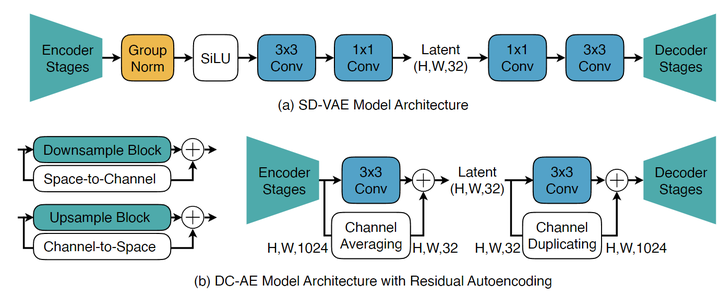 Encoder
Stages
Group
Norm
SiLU
3x3
Conv
1x1
Conv
Latent
(H,W,32)
1x1
Conv
3x3
Conv
Decoder
Stages
(a) SD-VAE Model Architecture
Downsample Block
Space-to-Channel
Upsample Block
Channel-to-Space
Encoder
Stages
3x3
Conv
Channel
Averaging
H,W,1024
H,W,32
Latent
(H,W,32)
3x3
Conv
Channel
Duplicating
H,W,32
H,W,1024
Decoder
Stages
(b) DC-AE Model Architecture with Residual Autoencoding